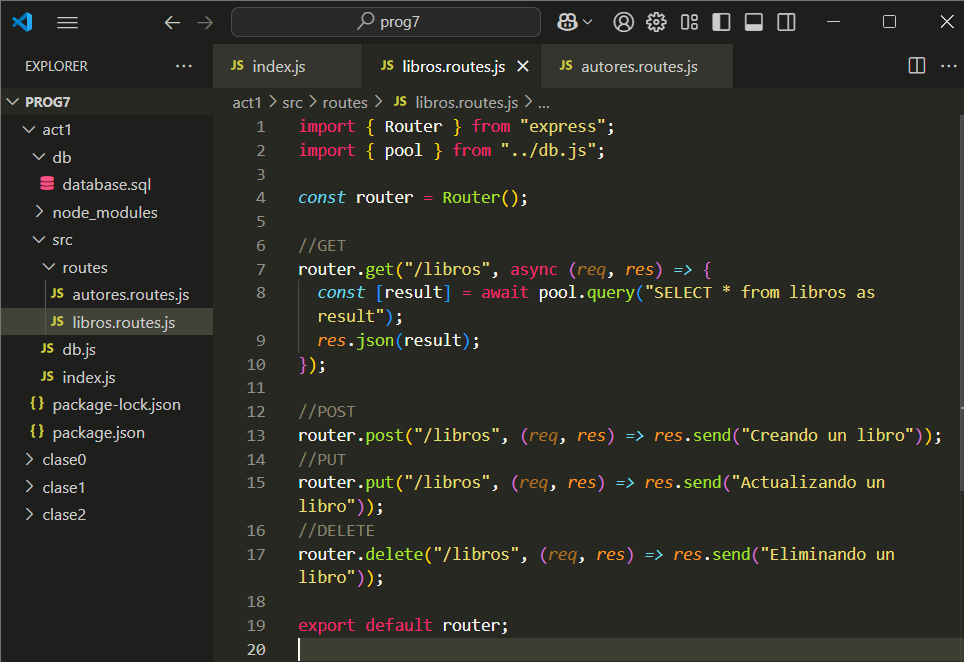 prog7
EXPLORER
index.js
libros.routes.js
autores.routes.js
PROG7
act1
db
database.sql
node_modules
src
routes
JS autores.routes.js
JS libros.routes.js
JS db.js
JS index.js
{} package-lock.json
{} package.json
clase0
clase1
clase2
act1 > src > routes > JS libros.routes.js > ...
1 import { Router } from "express";
2 import { pool } from "../db.js";
3
4 const router = Router();
5
6 //GET
7 router.get("/libros", async (req, res) => {
8 const [result] = await pool.query("SELECT * from libros as
result");
9 res.json(result);
10 });
11
12 //POST
13 router.post("/libros", (req, res) => res.send("Creando un libro"));
14 //PUT
15 router.put("/libros", (req, res) => res.send("Actualizando un
libro"));
16 //DELETE
17 router.delete("/libros", (req, res) => res.send("Eliminando un
libro"));
18
19 export default router;
20